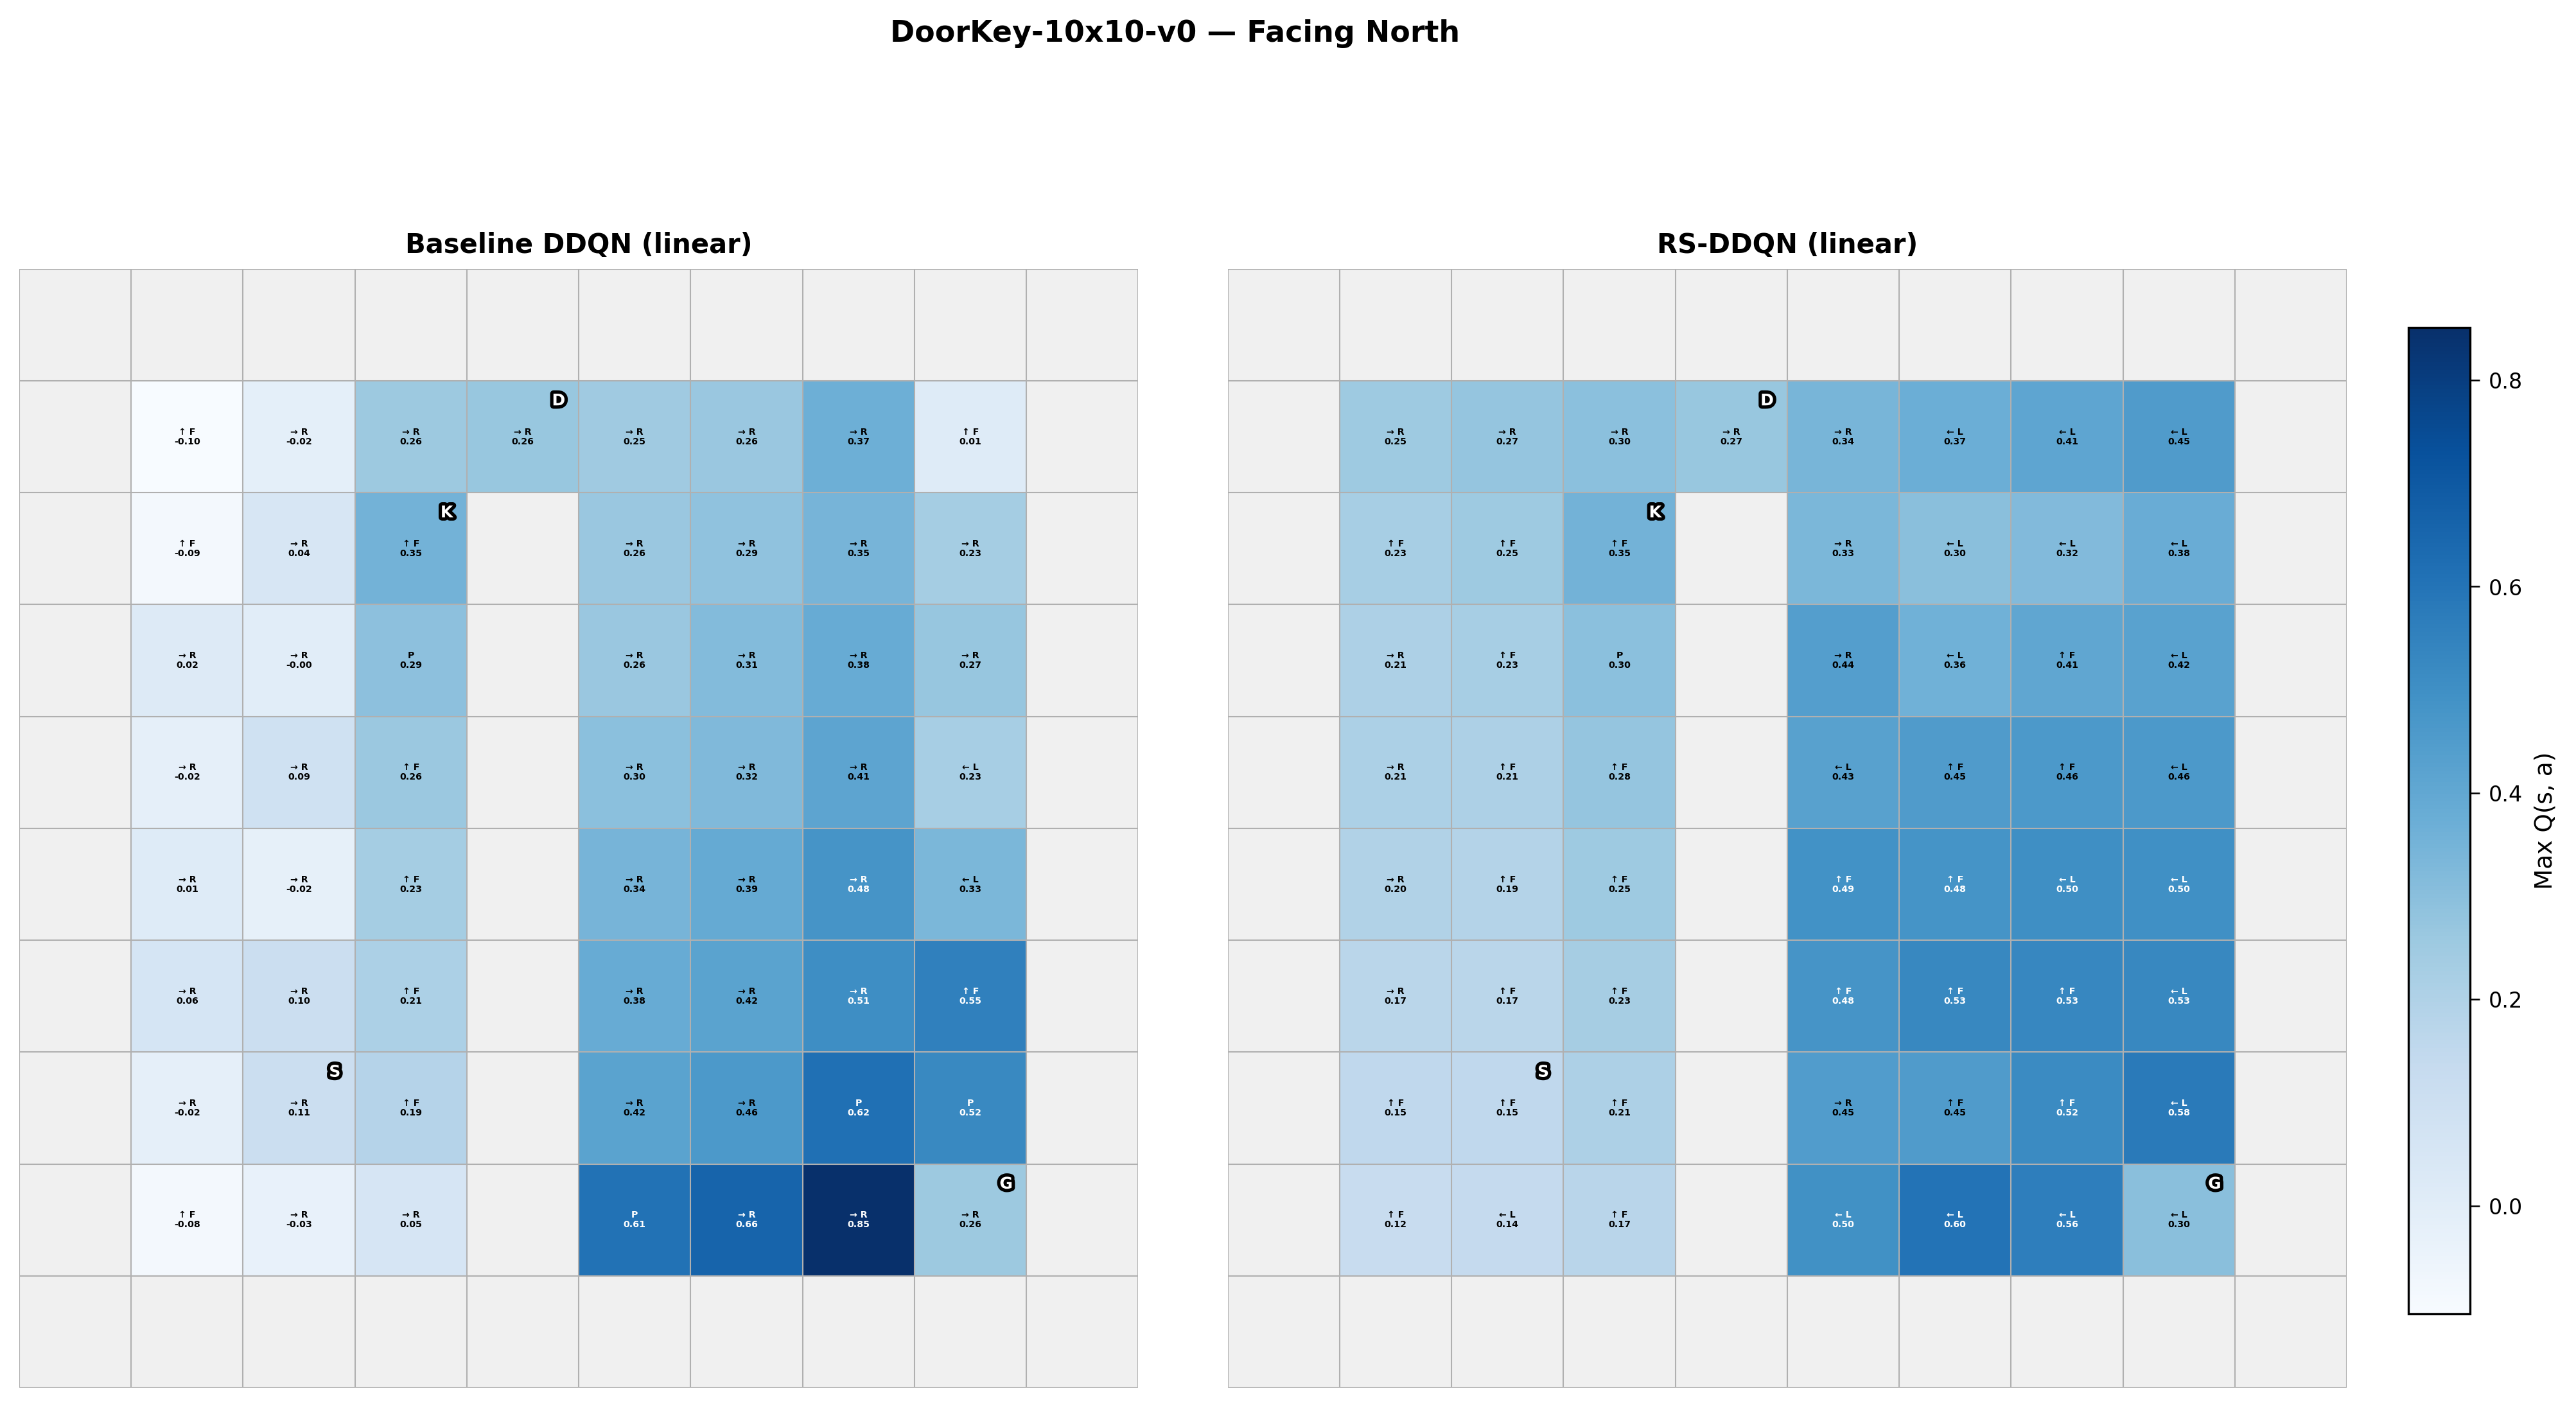 DoorKey-10x10-v0 — Facing North
Baseline DDQN (linear)
D
↑ F → R → R → R → R → R → R ↑ F
-0.10 -0.02 0.26 0.26 0.25 0.26 0.37 0.01
K
↑ F → R ↑ F → R → R → R → R
-0.09 0.04 0.35 0.26 0.29 0.35 0.23
→ R → R P → R → R → R → R
0.02 -0.00 0.29 0.26 0.31 0.38 0.27
→ R → R ↑ F → R → R → R ← L
-0.02 0.09 0.26 0.30 0.32 0.41 0.23
→ R → R ↑ F → R → R → R ← L
0.01 -0.02 0.23 0.34 0.39 0.48 0.33
→ R → R ↑ F → R → R → R ↑ F
0.06 0.10 0.21 0.38 0.42 0.51 0.55
S
→ R → R ↑ F → R → R P P
-0.02 0.11 0.19 0.42 0.46 0.62 0.52
G
↑ F → R → R P → R → R → R
-0.08 -0.03 0.05 0.61 0.66 0.85 0.26
RS-DDQN (linear)
D
→ R → R → R → R → R ← L ← L ← L
0.25 0.27 0.30 0.27 0.34 0.37 0.41 0.45
K
↑ F ↑ F ↑ F → R ← L ← L ← L
0.23 0.25 0.35 0.33 0.30 0.32 0.38
→ R ↑ F P → R ← L ↑ F ← L
0.21 0.23 0.30 0.44 0.36 0.41 0.42
→ R ↑ F ↑ F ← L ↑ F ↑ F ← L
0.21 0.21 0.28 0.43 0.45 0.46 0.46
→ R ↑ F ↑ F ↑ F ↑ F ← L ← L
0.20 0.19 0.25 0.49 0.48 0.50 0.50
→ R ↑ F ↑ F ↑ F ↑ F ↑ F ← L
0.17 0.17 0.23 0.48 0.53 0.53 0.53
S
↑ F ↑ F ↑ F → R ↑ F ↑ F ← L
0.15 0.15 0.21 0.45 0.45 0.52 0.58
G
↑ F ← L ↑ F ← L ← L ← L ← L
0.12 0.14 0.17 0.50 0.60 0.56 0.30
0.8
0.6
0.4
0.2
0.0
Max Q(s, a)